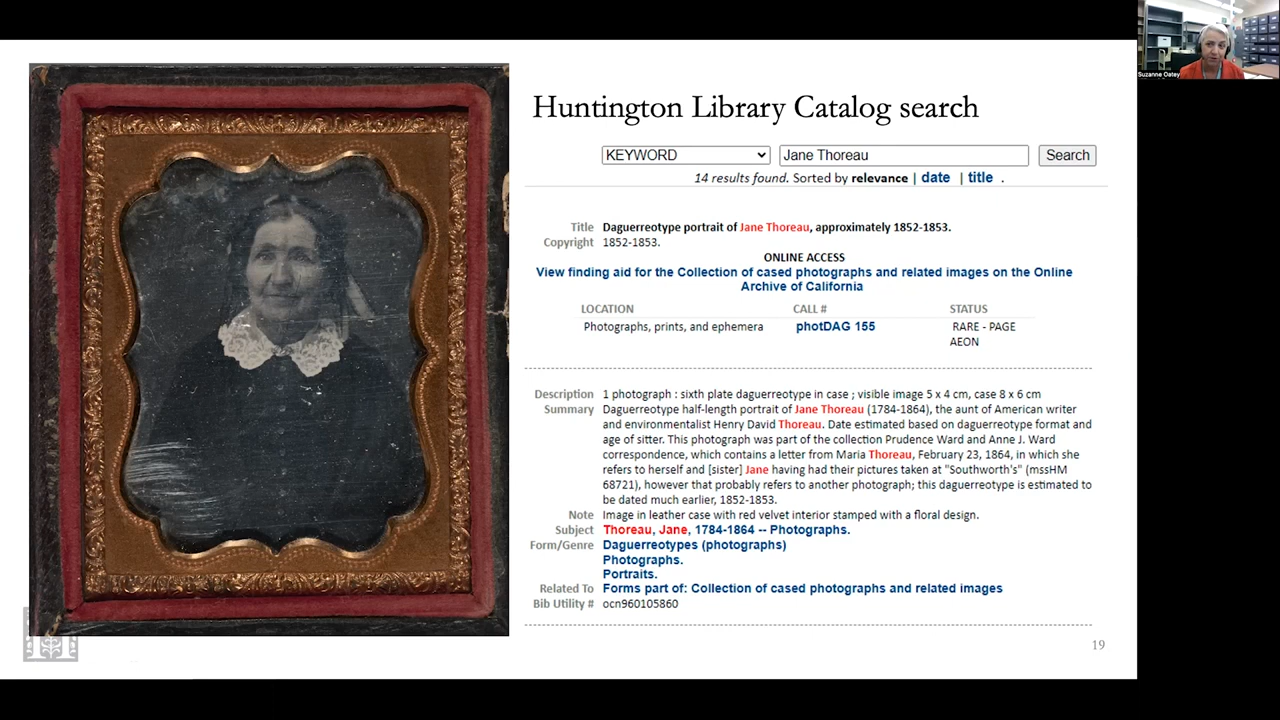 Suzanne Oatey
Huntington Library Catalog search
KEYWORD Jane Thoreau Search
14 results found. Sorted by relevance | date | title .
Title Daguerreotype portrait of Jane Thoreau, approximately 1852-1853.
Copyright 1852-1853.
ONLINE ACCESS
View finding aid for the Collection of cased photographs and related images on the Online
Archive of California
LOCATION CALL # STATUS
Photographs, prints, and ephemera photDAG 155 RARE - PAGE
AEON
Description 1 photograph : sixth plate daguerreotype in case ; visible image 5 x 4 cm, case 8 x 6 cm
Summary Daguerreotype half-length portrait of Jane Thoreau (1784-1864), the aunt of American writer
and environmentalist Henry David Thoreau. Date estimated based on daguerreotype format and
age of sitter. This photograph was part of the collection Prudence Ward and Anne J. Ward
correspondence, which contains a letter from Maria Thoreau, February 23, 1864, in which she
refers to herself and [sister] Jane having had their pictures taken at "Southworth's" (mssHM
68721), however that probably refers to another photograph; this daguerreotype is estimated to
be dated much earlier, 1852-1853.
Note Image in leather case with red velvet interior stamped with a floral design.
Subject Thoreau, Jane, 1784-1864 -- Photographs.
Form/Genre Daguerreotypes (photographs)
Photographs.
Portraits.
Related To Forms part of: Collection of cased photographs and related images
Bib Utility # ocn960105860
19